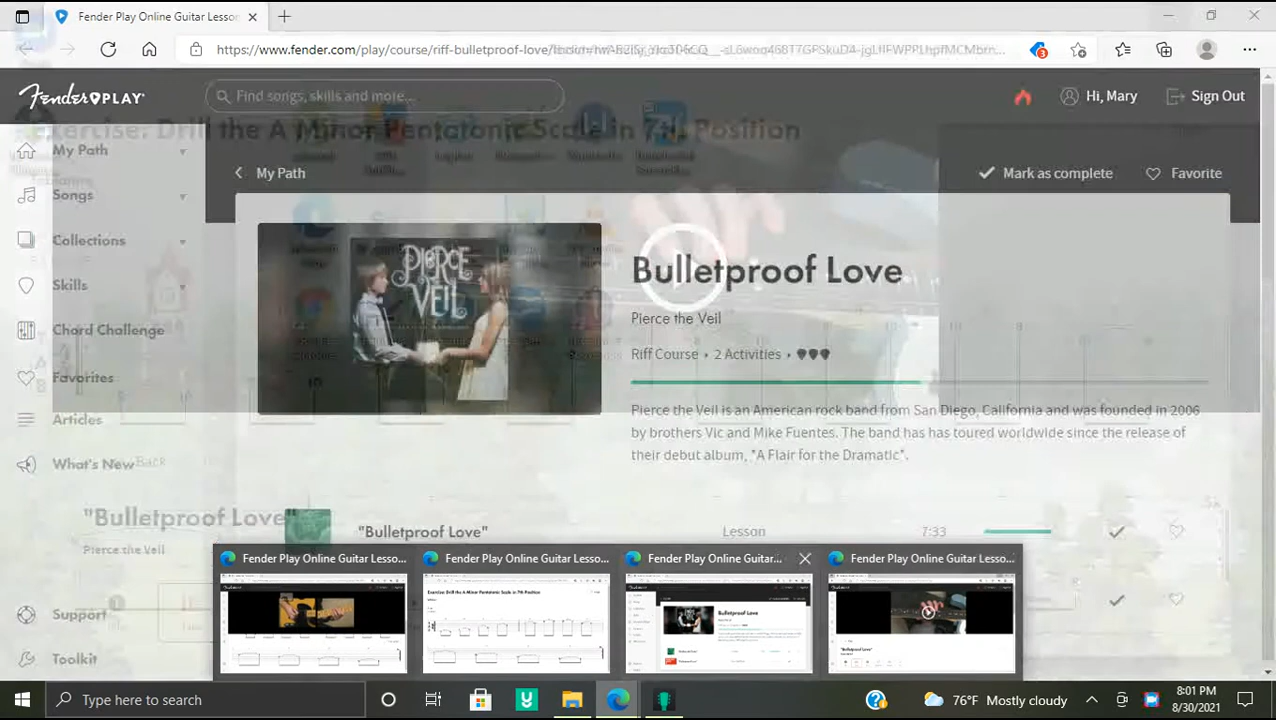 Fender Play Online Guitar Lesson
https://www.fender.com/play/course/riff-bulletproof-love/
3
Fender PLAY
Find songs, skills and more...
Hi, Mary
Sign Out
Exercise: Drill the A Minor Pentatonic Scale in 7th Position
My Path
My Path
Mark as complete
Favorite
Songs
Collections
Skills
Chord Challenge
Favorites
Articles
What's New
Support
Toolkit
PIERCE
THE
VEIL
Bulletproof Love
Pierce the Veil
Riff Course • 2 Activities •
Pierce the Veil is an American rock band from San Diego, California and was founded in 2006
by brothers Vic and Mike Fuentes. The band has has toured worldwide since the release of
their debut album, "A Flair for the Dramatic".
Back
"Bulletproof Love"
Pierce the Veil
"Bulletproof Love"
Lesson
7:33
Fender Play Online Guitar Lesso...
Fender Play Online Guitar Lesso...
Fender Play Online Guitar...
Fender Play Online Guitar Lesso...
Exercise: Drill the A Minor Pentatonic Scale in 7th Position
Bulletproof Love
"Bulletproof Love"
Type here to search
76°F Mostly cloudy
8:01 PM
8/30/2021